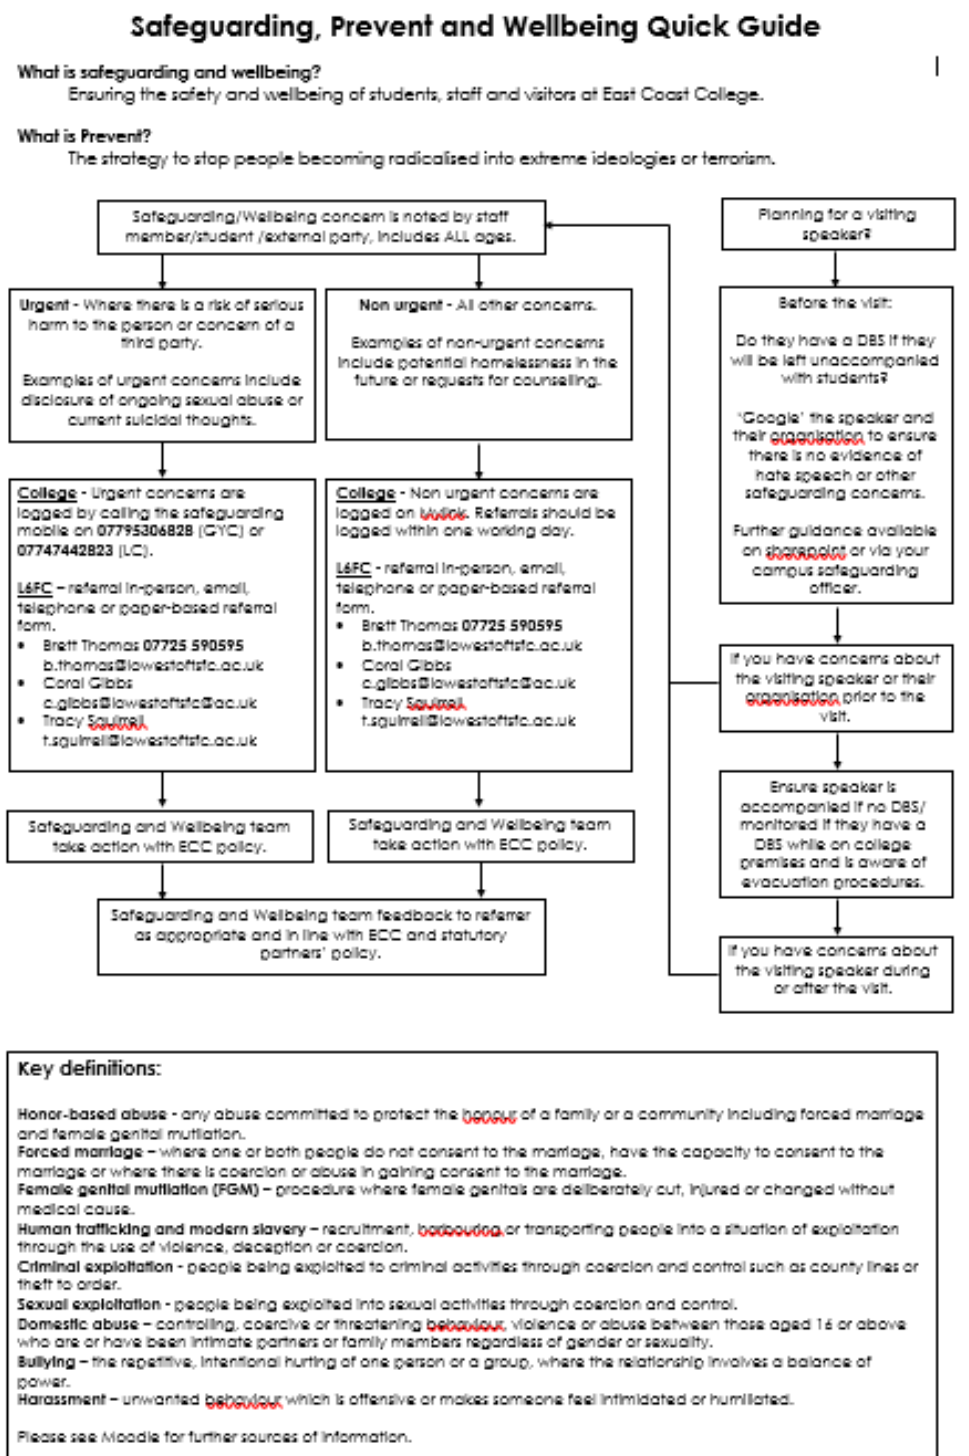 Safeguarding, Prevent and Wellbeing Quick Guide
What is safeguarding and wellbeing?
Ensuring the safety and wellbeing of students, staff and visitors at East Coast College.
What is Prevent?
The strategy to stop people becoming radicalised into extreme ideologies or terrorism.
Safeguarding/Wellbeing concern is noted by staff
member/student /external party, includes ALL ages.
Urgent - Where there is a risk of serious
harm to the person or concern of a
third party.
Examples of urgent concerns include
disclosure of ongoing sexual abuse or
current suicidal thoughts.
Non urgent - All other concerns.
Examples of non-urgent concerns
include potential homelessness in the
future or requests for counselling.
College - Urgent concerns are
logged by calling the safeguarding
mobile on 07795306828 (GYC) or
07747442823 (LC).
L6FC – referral in-person, email,
telephone or paper-based referral
form.
• Brett Thomas 07725 590595
b.thomas@lowestoftsfc.ac.uk
• Coral Gibbs
c.gibbs@lowestoftsfc@ac.uk
• Tracy Squirrell
t.squirrell@lowestoftsfc.ac.uk
College - Non urgent concerns are
logged on Referrals should be
logged within one working day.
L6FC - referral in-person, email,
telephone or paper-based referral
form.
• Brett Thomas 07725 590595
b.thomas@lowestoftsfc.ac.uk
• Coral Gibbs
c.gibbs@lowestoftsfc@ac.uk
• Tracy Squirrell
t.squirrell@lowestoftsfc.ac.uk
Safeguarding and Wellbeing team
take action with ECC policy.
Safeguarding and Wellbeing team
take action with ECC policy.
Safeguarding and Wellbeing team feedback to referrer
as appropriate and in line with ECC and statutory
partners' policy.
Planning for a visiting
speaker?
Before the visit:
Do they have a DBS if they
will be left unaccompanied
with students?
'Google' the speaker and
their organisation to ensure
there is no evidence of
hate speech or other
safeguarding concerns.
Further guidance available
on sharepoint or via your
campus safeguarding
officer.
If you have concerns about
the visiting speaker or their
organisation prior to the
visit.
Ensure speaker is
accompanied if no DBS/
monitored if they have a
DBS while on college
premises and is aware of
evacuation procedures.
If you have concerns about
the visiting speaker during
or after the visit.
Key definitions:
Honor-based abuse - any abuse committed to protect the honour of a family or a community including forced marriage
and female genital mutilation.
Forced marriage – where one or both people do not consent to the marriage, have the capacity to consent to the
marriage or where there is coercion or abuse in gaining consent to the marriage.
Female genital mutilation (FGM) – procedure where female genitals are deliberately cut, injured or changed without
medical cause.
Human trafficking and modern slavery – recruitment, harbouring or transporting people into a situation of exploitation
through the use of violence, deception or coercion.
Criminal exploitation - people being exploited to criminal activities through coercion and control such as county lines or
theft to order.
Sexual exploitation - people being exploited into sexual activities through coercion and control.
Domestic abuse – controlling, coercive or threatening behaviour, violence or abuse between those aged 16 or above
who are or have been intimate partners or family members regardless of gender or sexuality.
Bullying – the repetitive, intentional hurting of one person or a group, where the relationship involves a balance of
power.
Harassment – unwanted behaviour which is offensive or makes someone feel intimidated or humiliated.
Please see Moodle for further sources of information.